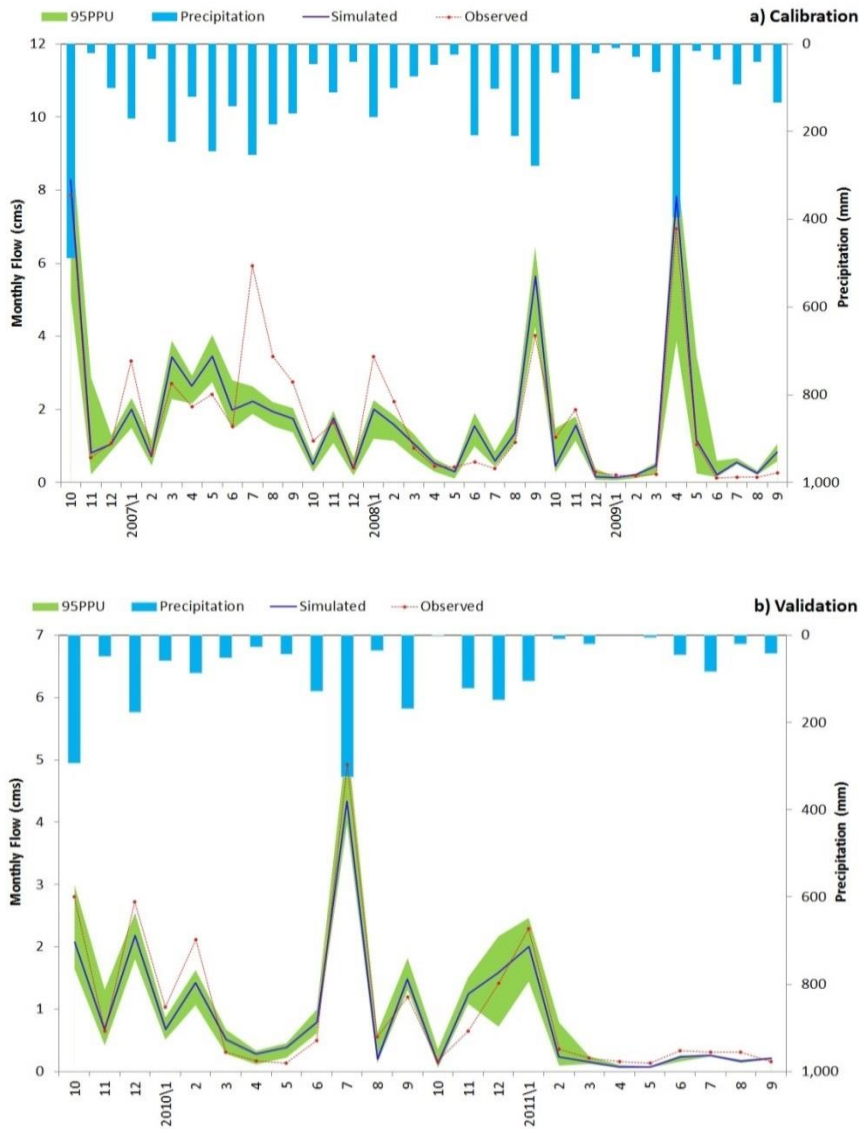 95PPU Precipitation Simulated Observed a) Calibration
12 0
10 200
8 400
6 600
4 800
2
0 1,000
Monthly Flow (cms)
Precipitation (mm)
10 11 12 2007\1 2 3 4 5 6 7 8 9 10 11 12 2008\1 2 3 4 5 6 7 8 9 10 11 12 2009\1 2 3 4 5 6 7 8 9
95PPU Precipitation Simulated Observed b) Validation
7 0
6 200
5 400
4 600
3 800
2
1
0 1,000
Monthly Flow (cms)
Precipitation (mm)
10 11 12 2010\1 2 3 4 5 6 7 8 9 10 11 12 2011\1 2 3 4 5 6 7 8 9